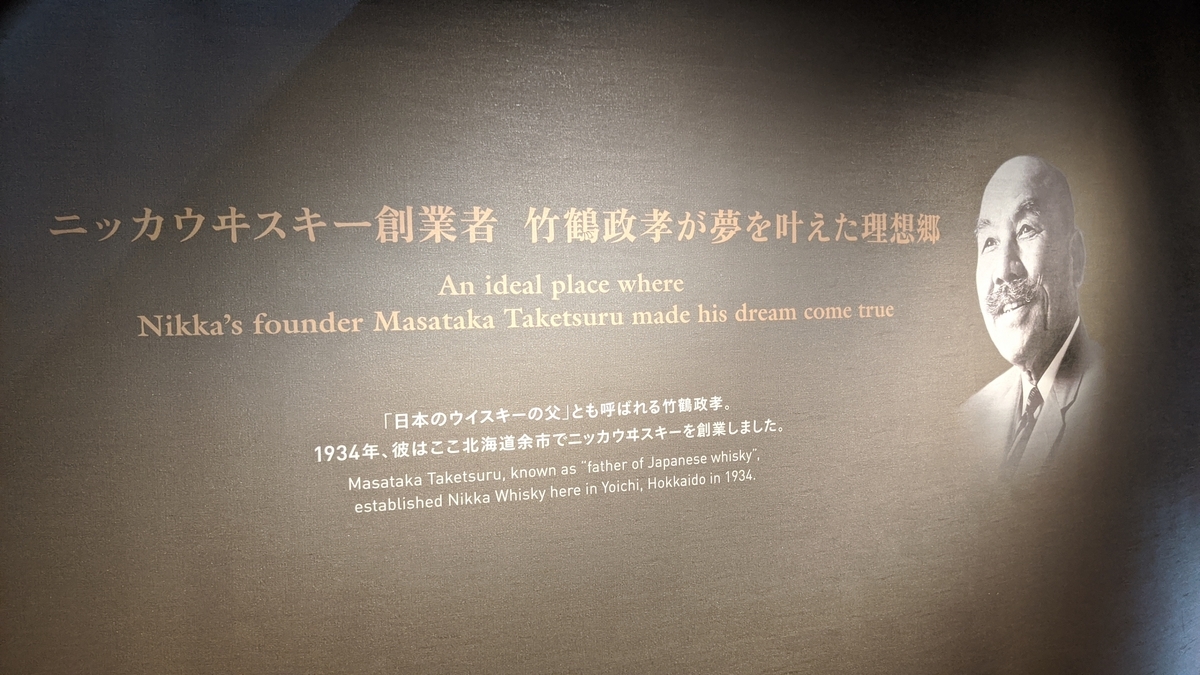 ニッカウヰスキー創業者 竹鶴政孝が夢を叶えた理想郷
An ideal place where
Nikka's founder Masataka Taketsuru made his dream come true
「日本のウイスキーの父」とも呼ばれる竹鶴政孝。
1934年、彼はここ北海道余市でニッカウヰスキーを創業しました。
Masataka Taketsuru, known as "father of Japanese whisky",
established Nikka Whisky here in Yoichi, Hokkaido in 1934.